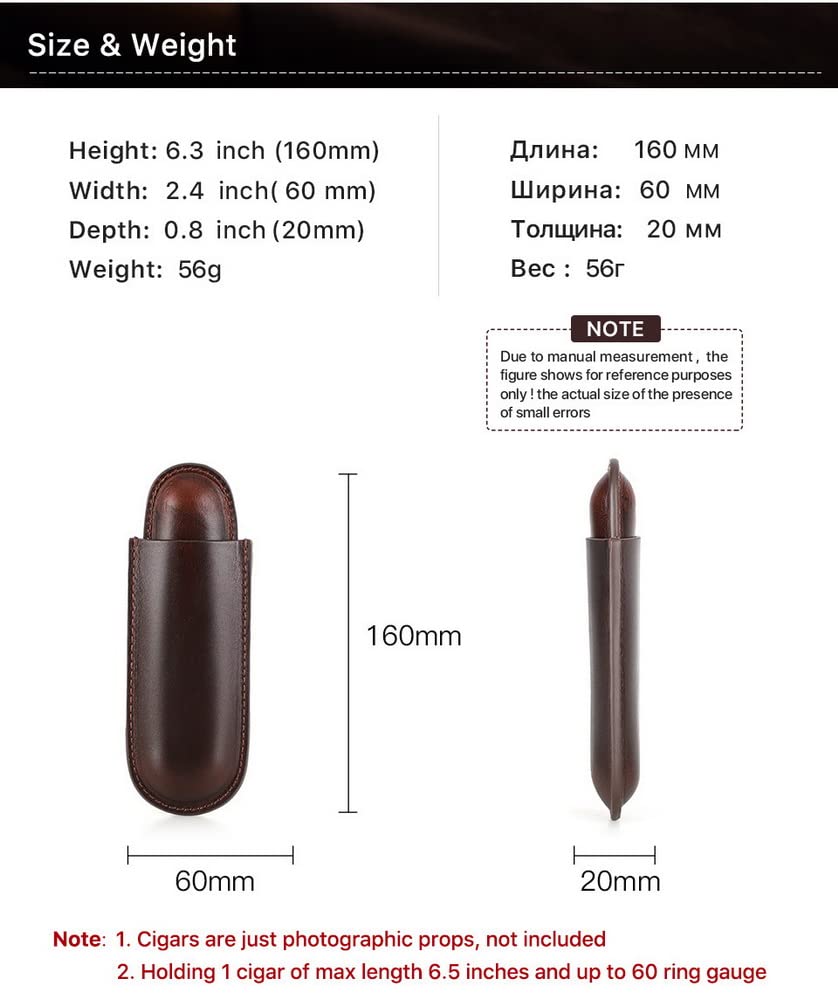 Size & Weight
Height: 6.3 inch (160mm)
Width: 2.4 inch( 60 mm)
Depth: 0.8 inch (20mm)
Weight: 56g
Длина: 160 мм
Ширина: 60 мм
Толщина: 20 мм
Вес : 56г
NOTE
Due to manual measurement , the
figure shows for reference purposes
only ! the actual size of the presence
of small errors
160mm
60mm
20mm
Note: 1. Cigars are just photographic props, not included
2. Holding 1 cigar of max length 6.5 inches and up to 60 ring gauge